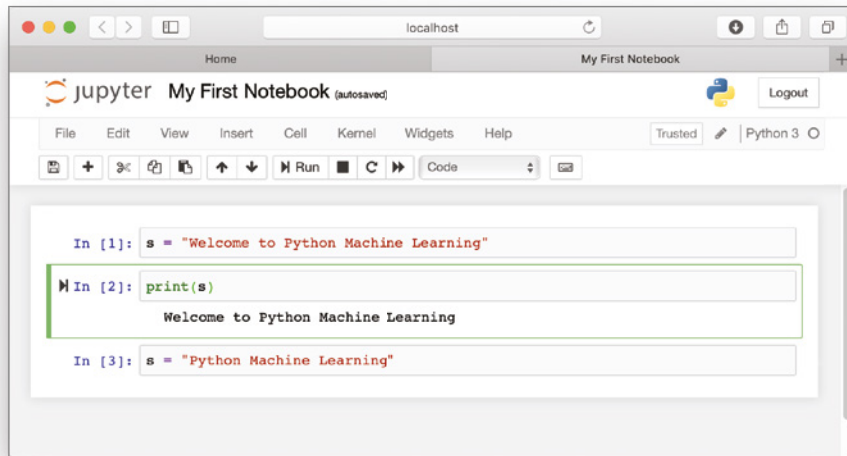 localhost
Home
My First Notebook
jupyter My First Notebook (autosaved)
Logout
File Edit View Insert Cell Kernel Widgets Help
Trusted
Python 3
Run
Code
In [1]: s = "Welcome to Python Machine Learning"
In [2]: print(s)
Welcome to Python Machine Learning
In [3]: s = "Python Machine Learning"